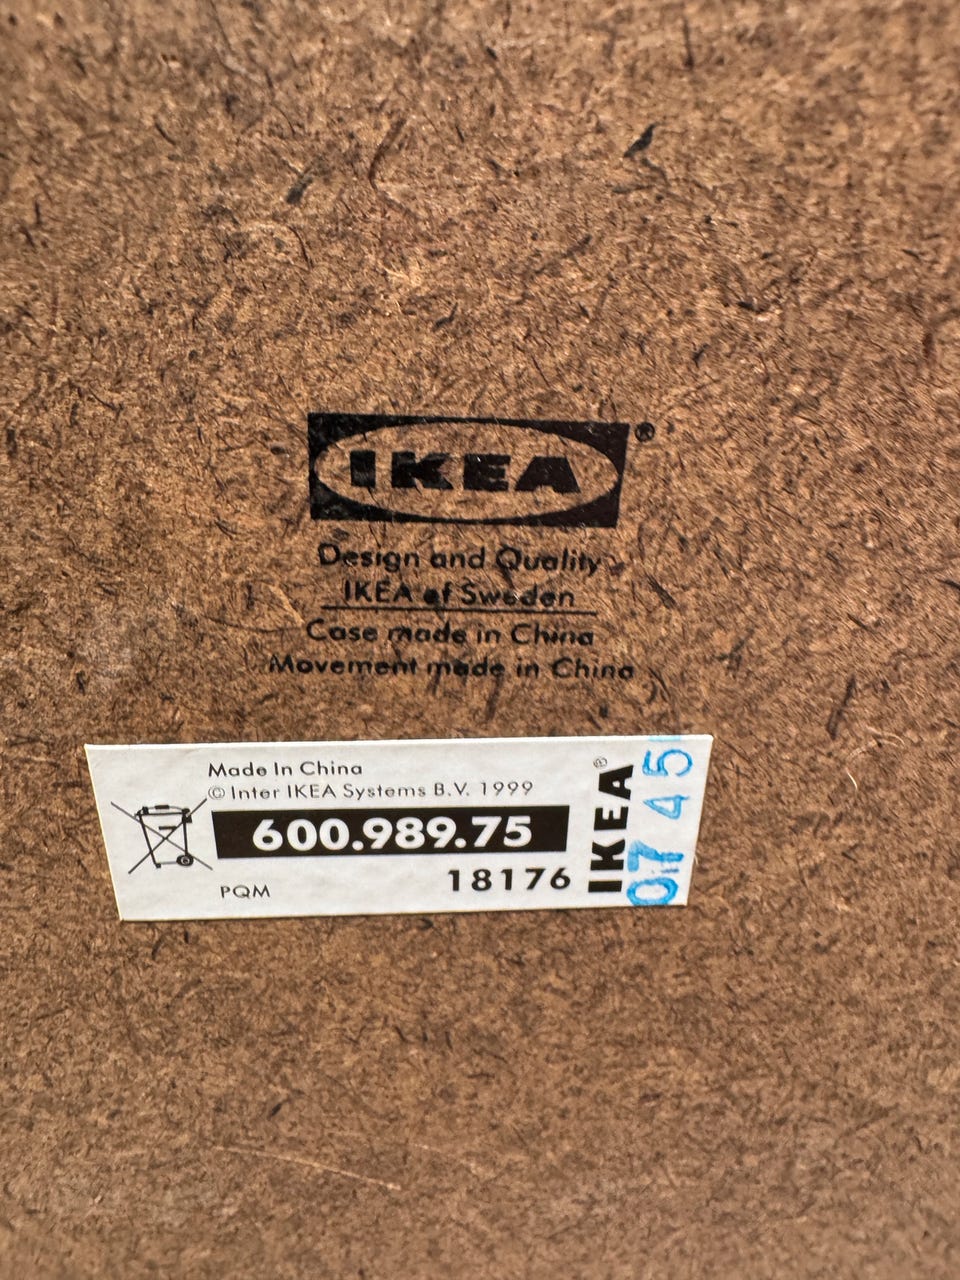 IKEA®
Design and Quality
IKEA of Sweden
Case made in China
Movement made in China
Made In China
© Inter IKEA Systems B.V. 1999
600.989.75
PQM
18176
IKEA®
07 45